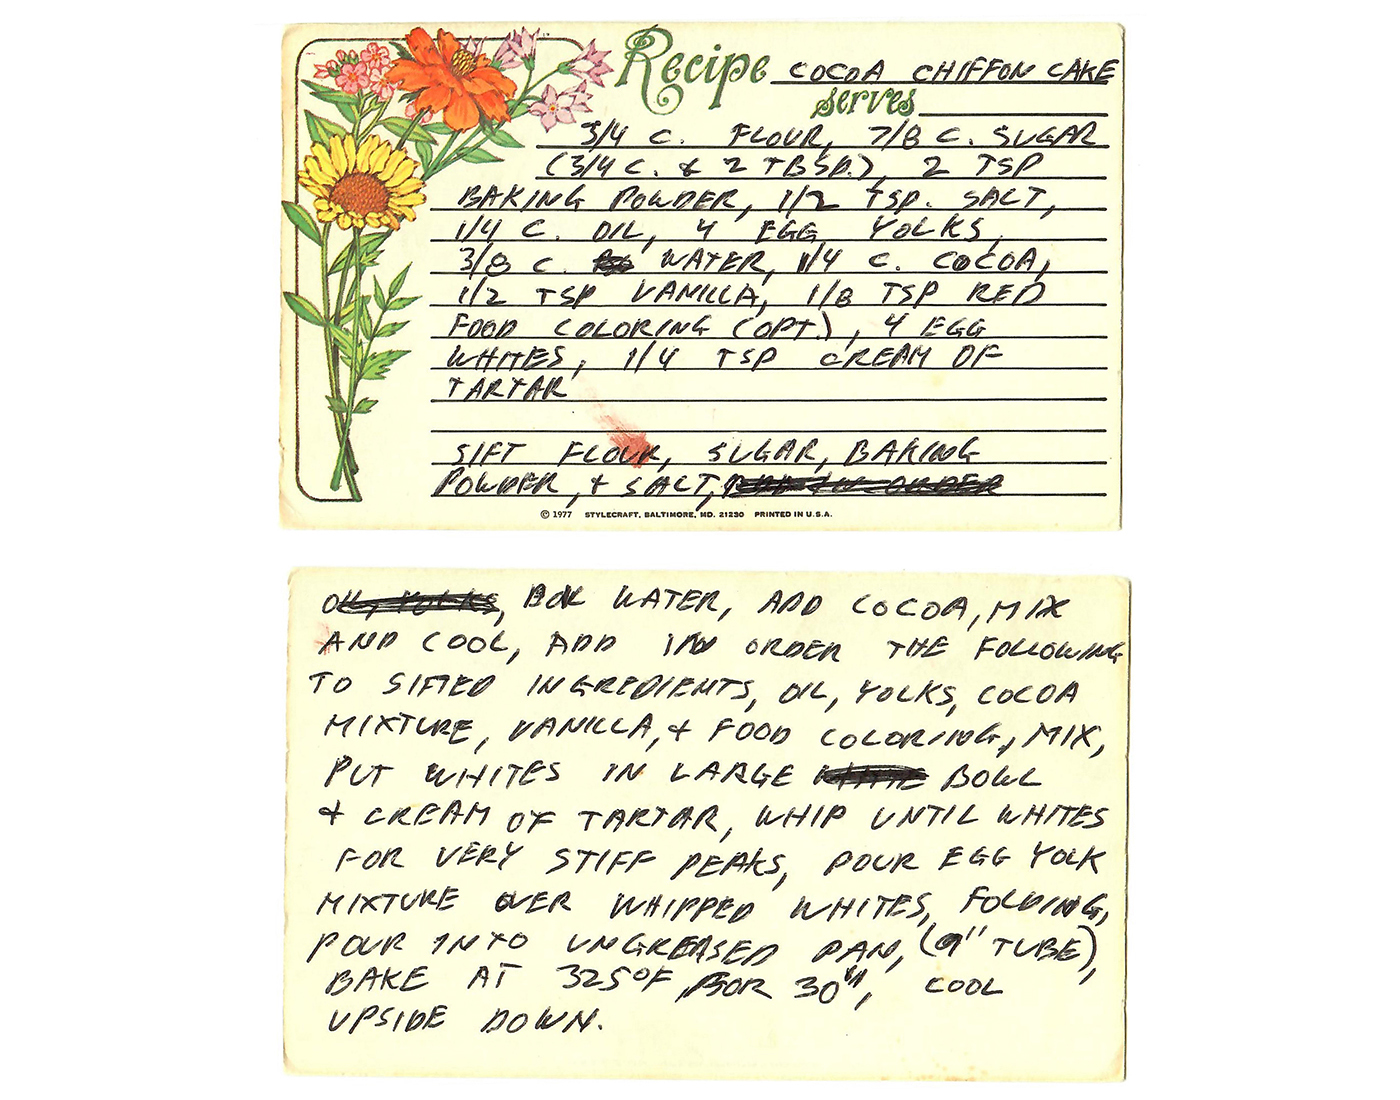 Recipe COCOA CHIFFON CAKE
serves
3/4 C. FLOUR, 7/8 C. SUGAR
(3/4 C. & 2 TBSP.), 2 TSP
BAKING POWDER, 1/2 TSP. SALT,
1/4 C. OIL, 4 EGG YOLKS,
3/8 C. WATER, 1/4 C. COCOA,
1/2 TSP VANILLA, 1/8 TSP RED
FOOD COLORING (OPT.), 4 EGG
WHITES, 1/4 TSP CREAM OF
TARTAR
SIFT FLOUR, SUGAR, BAKING
POWDER, + SALT,
© 1977 STYLECRAFT, BALTIMORE, MD. 21230 PRINTED IN U.S.A.
BOIL WATER, ADD COCOA, MIX
AND COOL, ADD IN ORDER THE FOLLOWING
TO SIFTED INGREDIENTS, OIL, YOLKS, COCOA
MIXTURE, VANILLA, + FOOD COLORING, MIX,
PUT WHITES IN LARGE BOWL
+ CREAM OF TARTAR, WHIP UNTIL WHITES
FOR VERY STIFF PEAKS, POUR EGG YOLK
MIXTURE OVER WHIPPED WHITES, FOLDING,
POUR INTO UNGREASED PAN, (9" TUBE),
BAKE AT 325°F, FOR 30", COOL
UPSIDE DOWN.